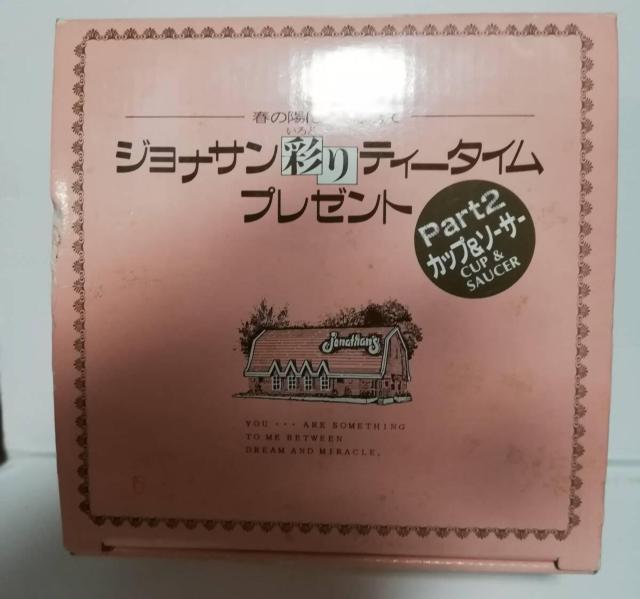 春の陽に
いろど
ジョナサン彩りティータイム
プレゼント
Part2
カップ&ソーサー
CUP &
SAUCER
Jonathan's
YOU・・・ARE SOMETHING
TO ME BETWEEN
DREAM AND MIRACLE.